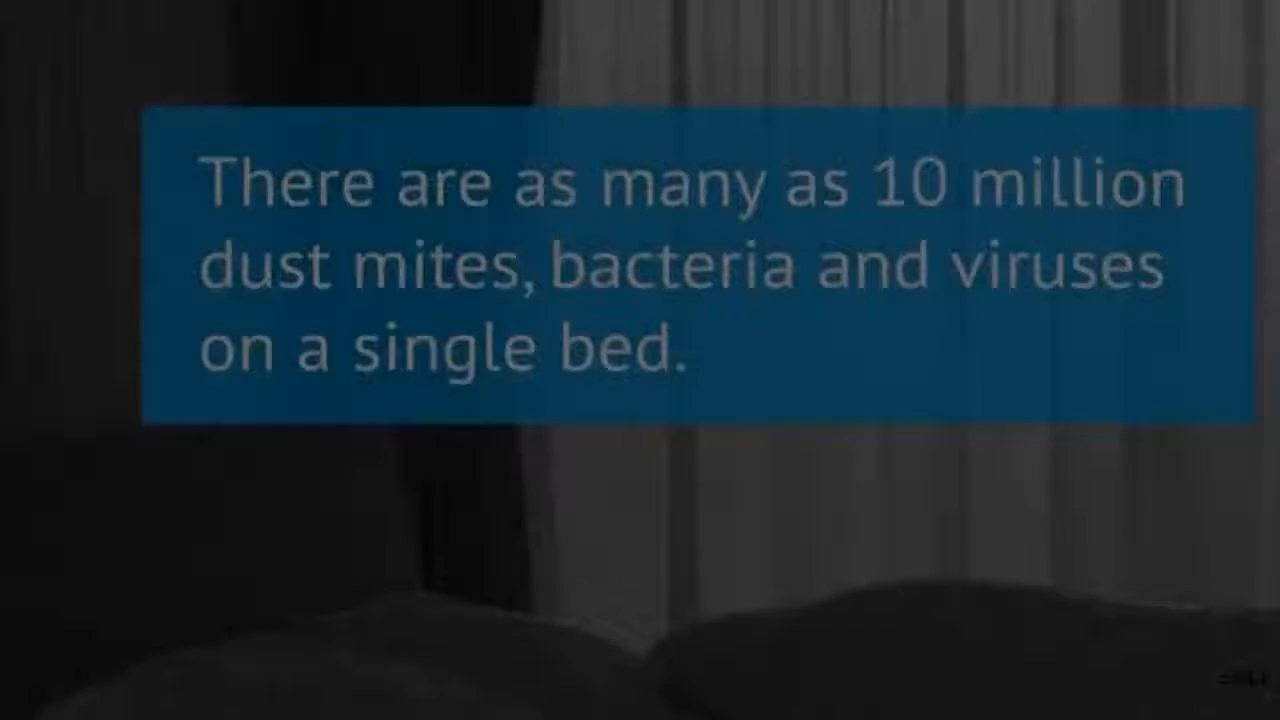 There are as many as 10 million
dust mites, bacteria and viruses
on a single bed.